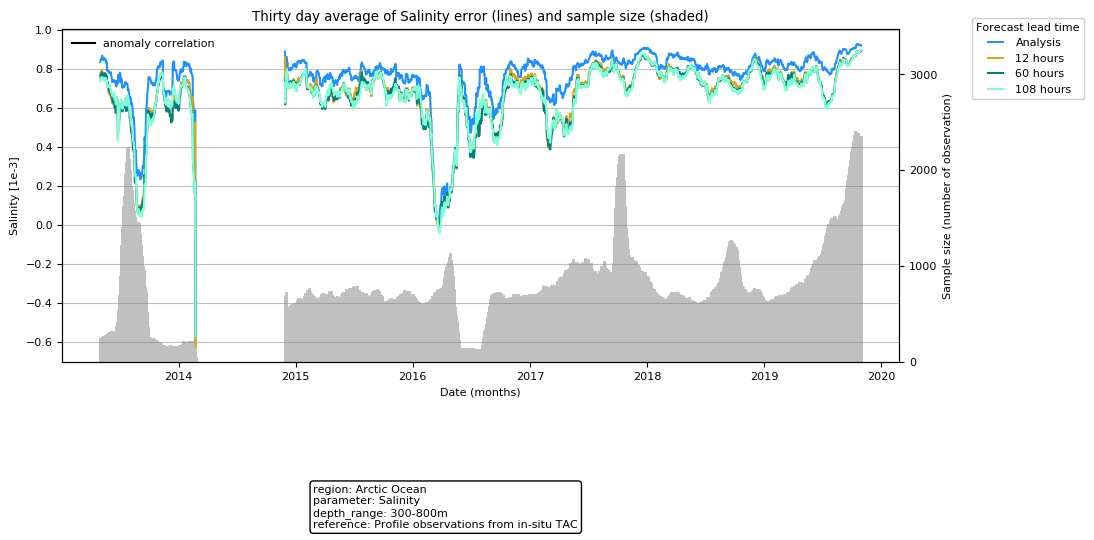 Thirty day average of Salinity error (lines) and sample size (shaded)
anomaly correlation
Forecast lead time
Analysis
12 hours
60 hours
108 hours
Salinity [1e-3]
1.0
0.8
0.6
0.4
0.2
0.0
−0.2
−0.4
−0.6
3000
2000
1000
0
Sample size (number of observation)
2014 2015 2016 2017 2018 2019 2020
Date (months)
region: Arctic Ocean
parameter: Salinity
depth_range: 300-800m
reference: Profile observations from in-situ TAC